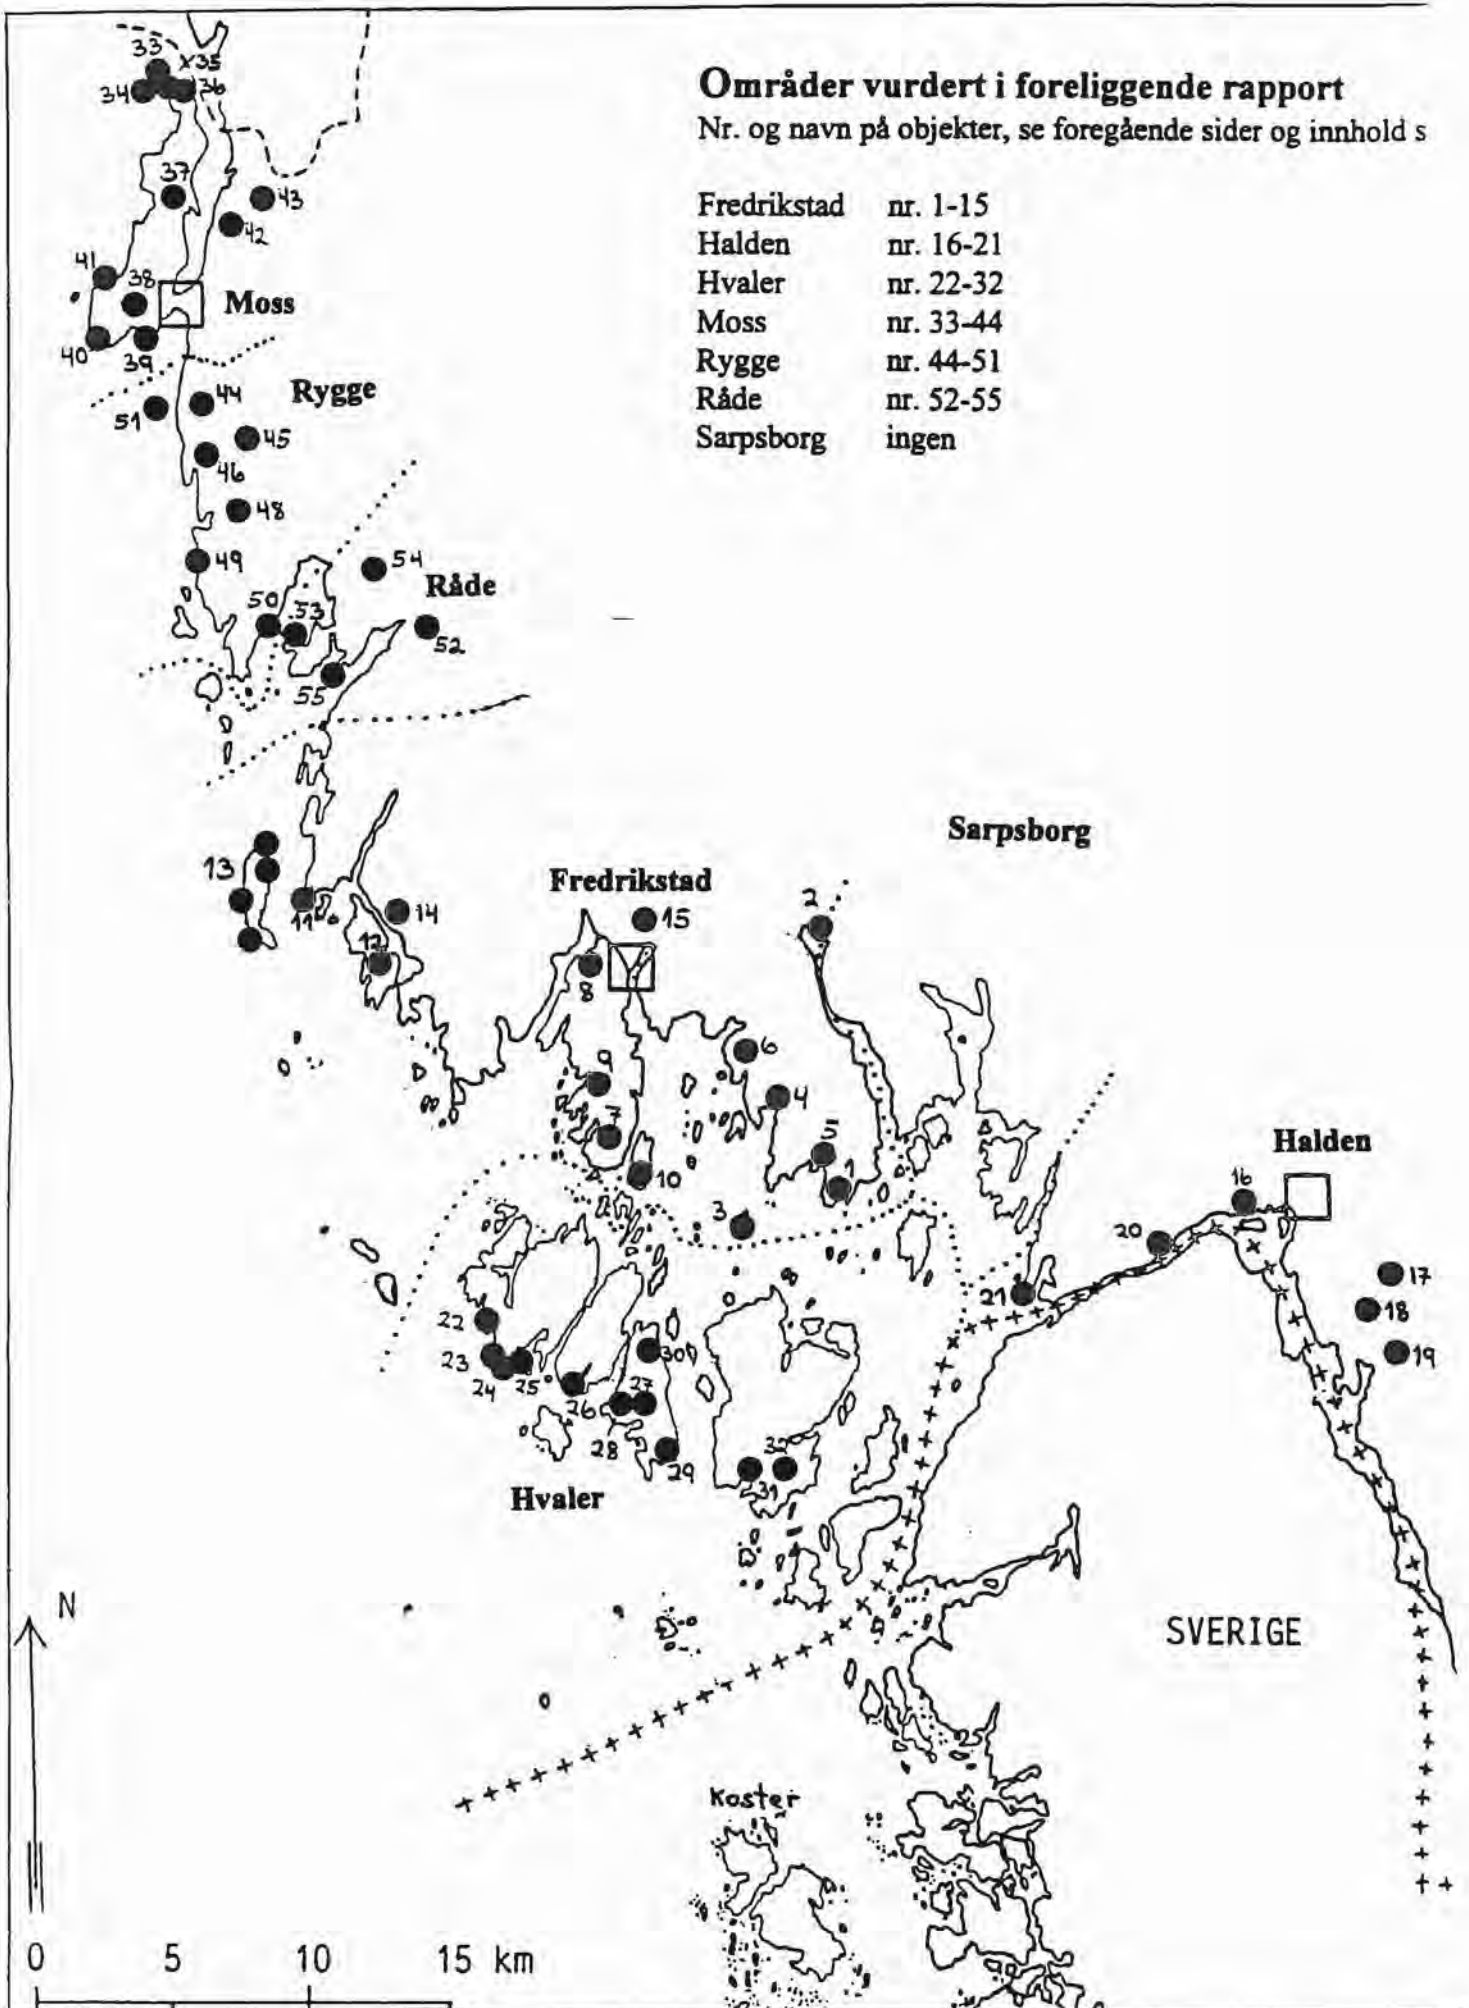 Områder vurdert i foreliggende rapport
Nr. og navn på objekter, se foregående sider og innhold s
Fredrikstad nr. 1-15
Halden nr. 16-21
Hvaler nr. 22-32
Moss nr. 33-44
Rygge nr. 44-51
Råde nr. 52-55
Sarpsborg ingen
33
x35
34
36
37
43
42
41
38
Moss
40
39
Rygge
44
51
45
46
48
49
54
Råde
50
53
52
55
Sarpsborg
13
Fredrikstad
2
11
14
15
12
8
6
9
4
7
5
Halden
10
1
16
3
20
17
21
18
22
19
23
30
24
25
27
26
28
32
29
31
Hvaler
N
SVERIGE
Koster
0 5 10 15 km